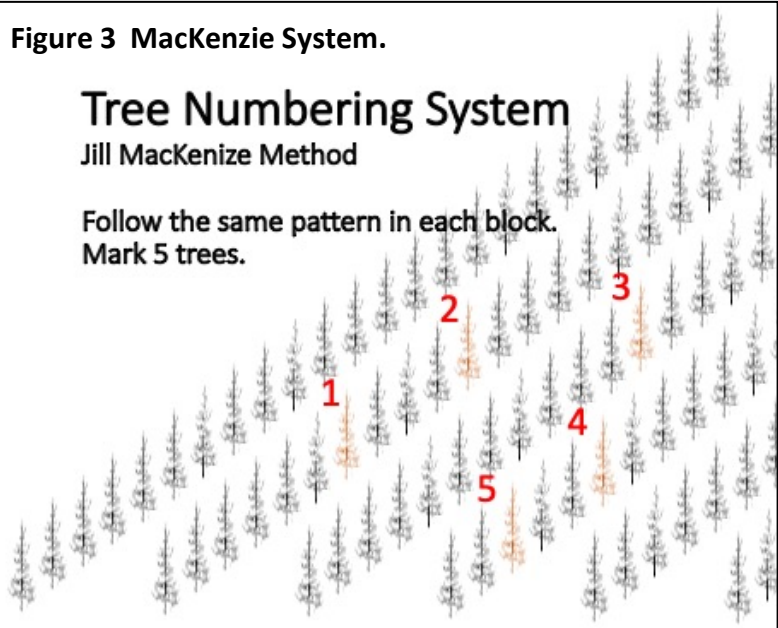 Figure 3  MacKenzie System.
Tree Numbering System
Jill MacKenize Method
Follow the same pattern in each block.
Mark 5 trees.
3
2
1
4
5